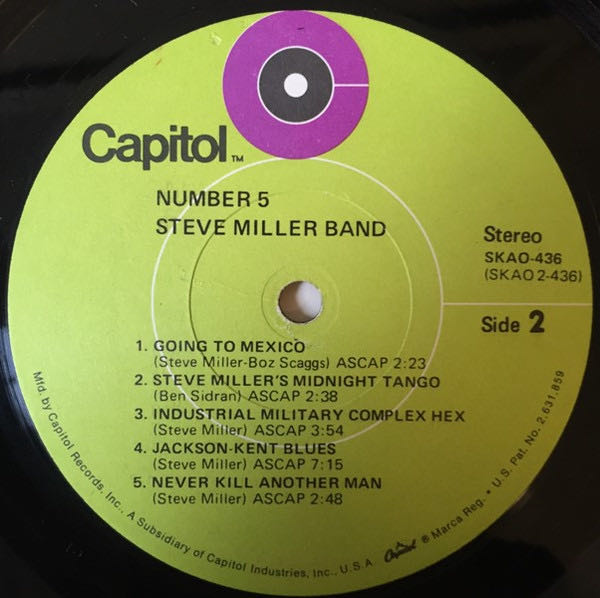 Capitol™
NUMBER 5
STEVE MILLER BAND
Stereo
SKAO-436
(SKAO 2-436)
Side 2
1. GOING TO MEXICO
(Steve Miller-Boz Scaggs) ASCAP 2:23
2. STEVE MILLER'S MIDNIGHT TANGO
(Ben Sidran) ASCAP 2:38
3. INDUSTRIAL MILITARY COMPLEX HEX
(Steve Miller) ASCAP 3:54
4. JACKSON-KENT BLUES
(Steve Miller) ASCAP 7:15
5. NEVER KILL ANOTHER MAN
(Steve Miller) ASCAP 2:48
Mfd. by Capitol Records, Inc., A Subsidiary of Capitol Industries, Inc., U.S.A. Capitol ® Marca Reg. • U.S. Pat. No. 2,631,859